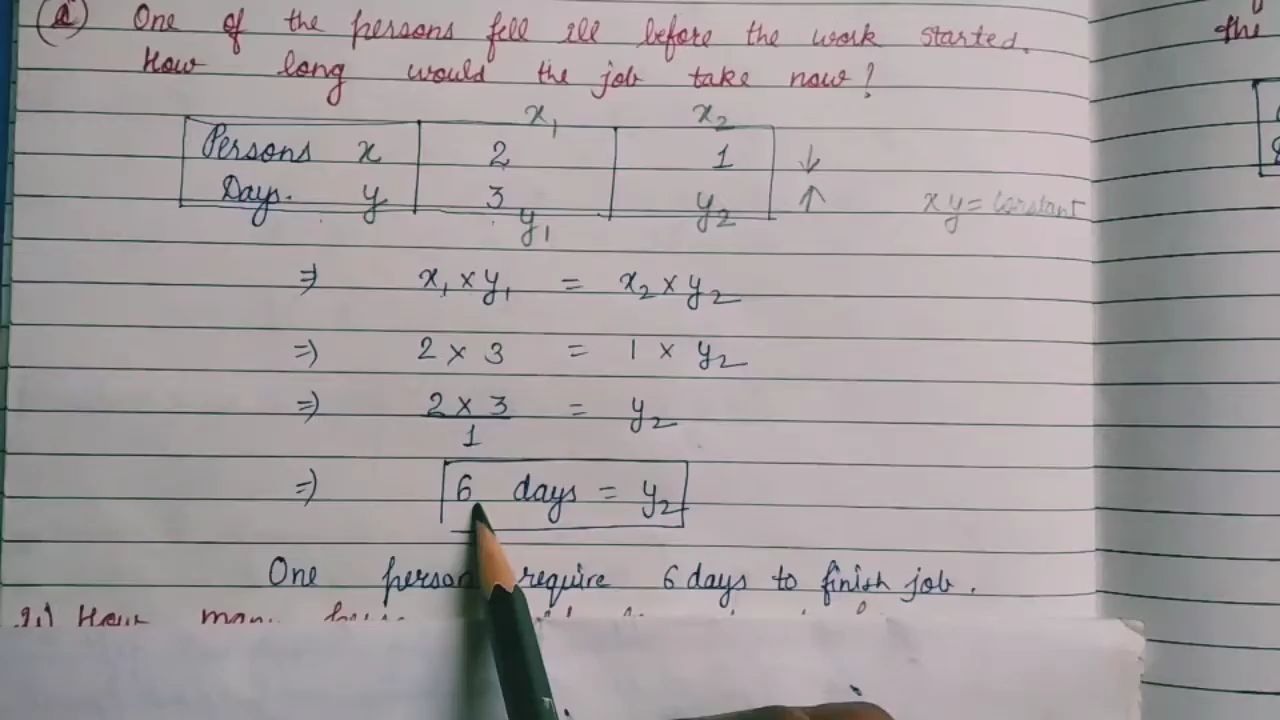 (a) One of the persons fell ill before the work started.
How long would the job take now?
x₁ x₂
Persons x 2 1 ↓
Days. y 3 y₂ ↑
y₁
xy = constant
⇒ x₁ × y₁ = x₂ × y₂
⇒ 2 × 3 = 1 × y₂
⇒ 2 × 3 = y₂
1
⇒ 6 days = y₂
One person require 6 days to finish job.
How many
the